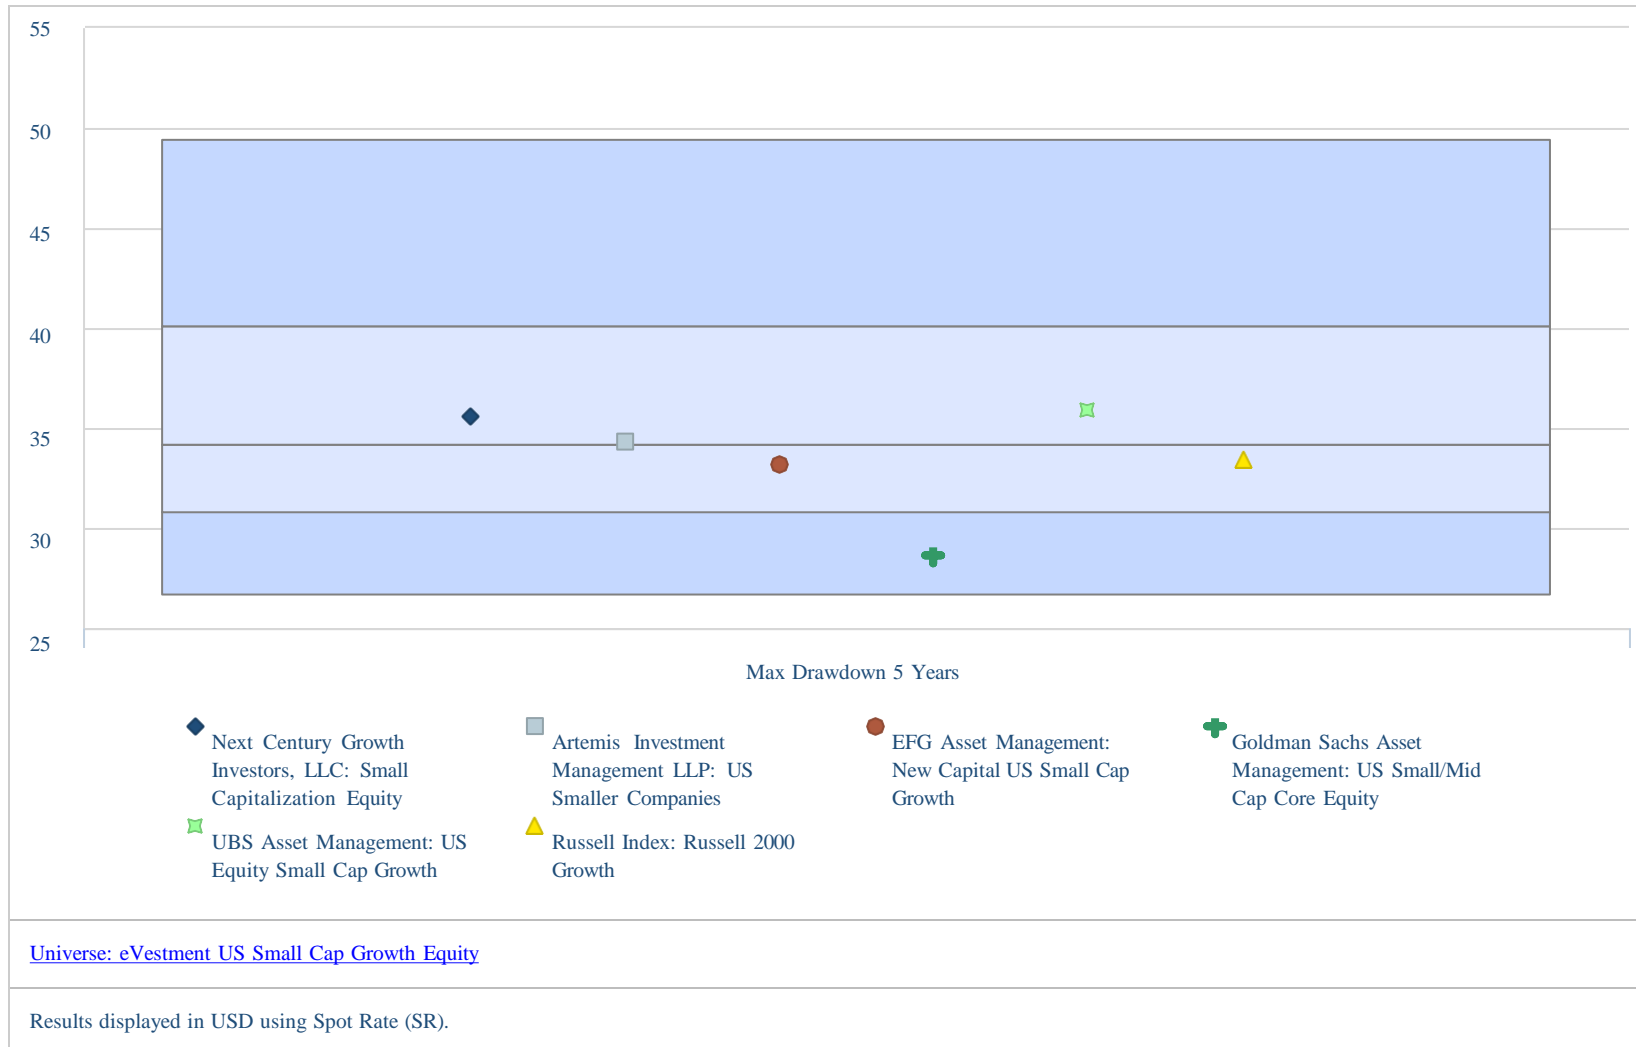 55
50
45
40
35
30
25
Max Drawdown 5 Years
Next Century Growth
Investors, LLC: Small
Capitalization Equity
Artemis Investment
Management LLP: US
Smaller Companies
EFG Asset Management:
New Capital US Small Cap
Growth
Goldman Sachs Asset
Management: US Small/Mid
Cap Core Equity
UBS Asset Management: US
Equity Small Cap Growth
Russell Index: Russell 2000
Growth
Universe: eVestment US Small Cap Growth Equity
Results displayed in USD using Spot Rate (SR).